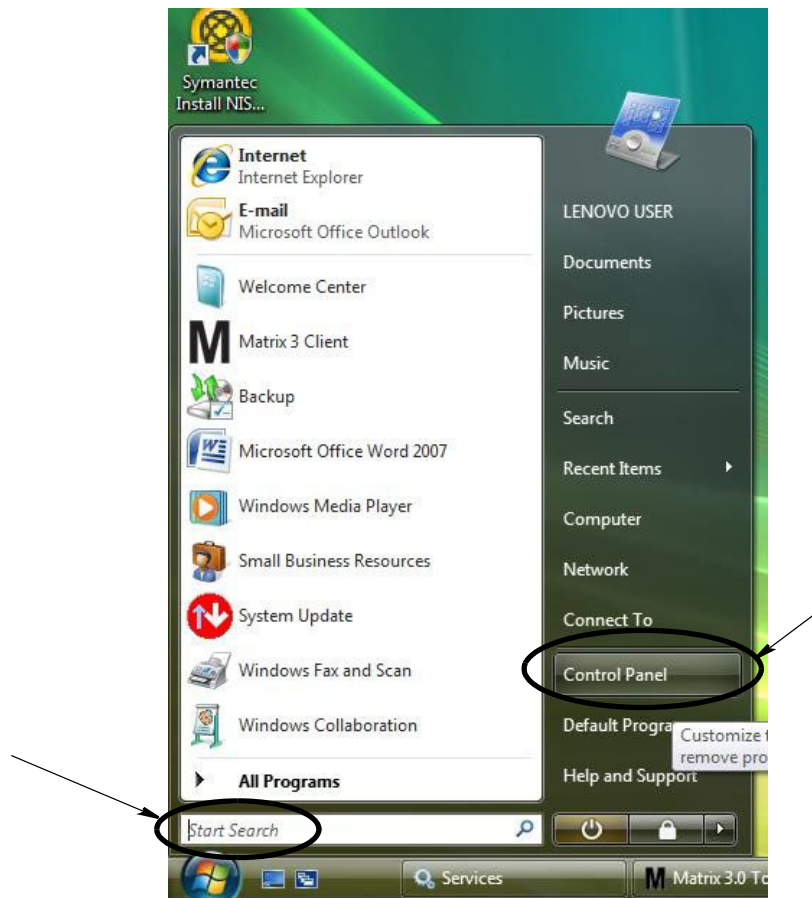 Symantec
Install NIS...
Internet
Internet Explorer
E-mail
Microsoft Office Outlook
Welcome Center
Matrix 3 Client
Backup
Microsoft Office Word 2007
Windows Media Player
Small Business Resources
System Update
Windows Fax and Scan
Windows Collaboration
All Programs
Start Search
LENOVO USER
Documents
Pictures
Music
Search
Recent Items
Computer
Network
Connect To
Control Panel
Default Progra
Customize t
remove pro
Help and Support
Services
M Matrix 3.0 To